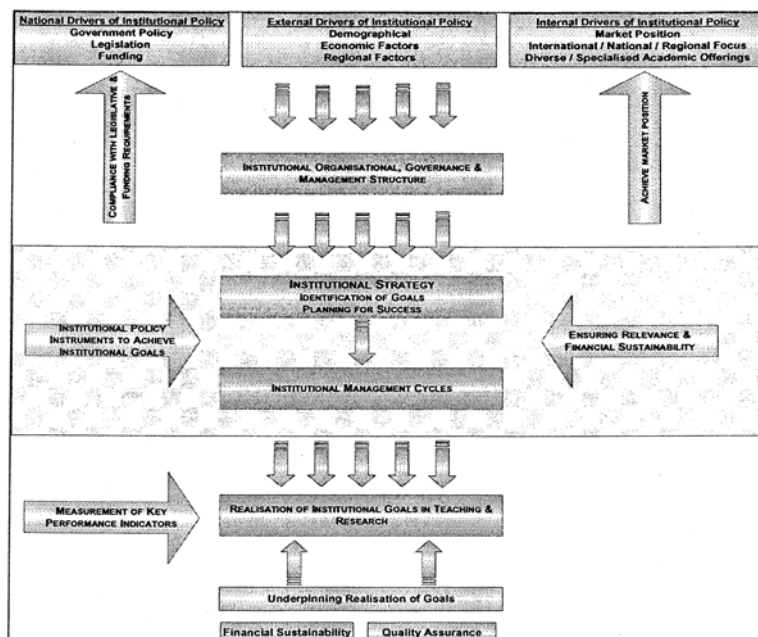 National Drivers of Institutional Policy
Government Policy
Legislation
Funding
External Drivers of Institutional Policy
Demographical
Economic Factors
Regional Factors
Internal Drivers of Institutional Policy
Market Position
International / National / Regional Focus
Diverse / Specialised Academic Offerings
COMPLIANCE WITH LEGISLATIVE &
FUNDING REQUIREMENTS
ACHIEVE MARKET POSITION
INSTITUTIONAL ORGANISATIONAL, GOVERNANCE &
MANAGEMENT STRUCTURE
INSTITUTIONAL STRATEGY
IDENTIFICATION OF GOALS
PLANNING FOR SUCCESS
INSTITUTIONAL POLICY
INSTRUMENTS TO ACHIEVE
INSTITUTIONAL GOALS
ENSURING RELEVANCE &
FINANCIAL SUSTAINABILITY
INSTITUTIONAL MANAGEMENT CYCLES
MEASUREMENT OF KEY
PERFORMANCE INDICATORS
REALISATION OF INSTITUTIONAL GOALS IN TEACHING &
RESEARCH
Underpinning Realisation of Goals
Financial Sustainability
Quality Assurance